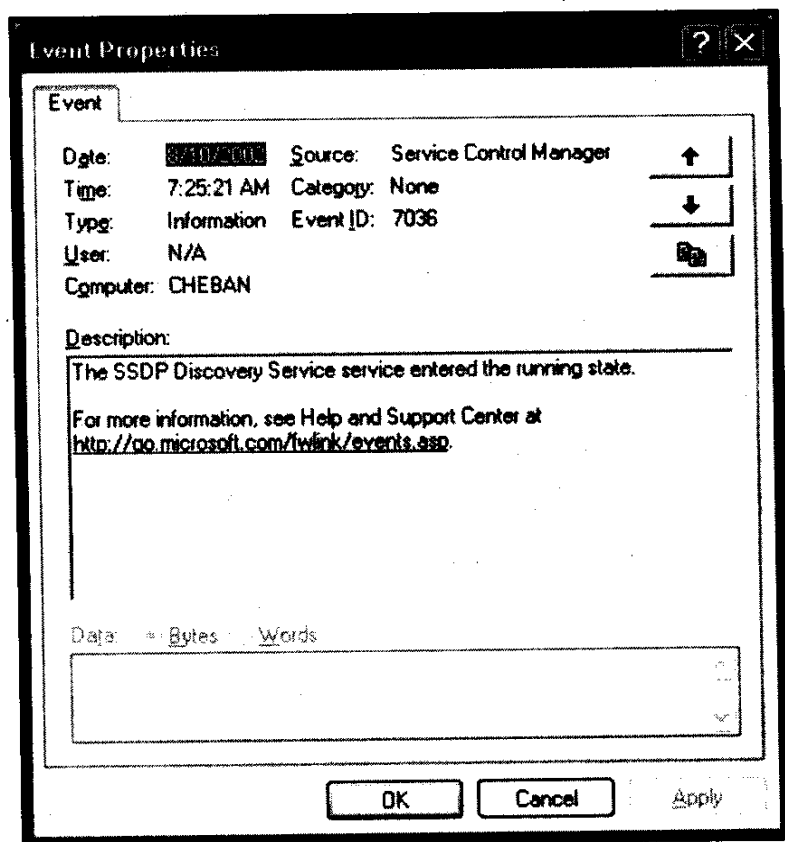 Event Properties
Event
Date: Source: Service Control Manager
Time: 7:25:21 AM Category: None
Type: Information Event ID: 7036
User: N/A
Computer: CHEBAN
Description:
The SSDP Discovery Service service entered the running state.
For more information, see Help and Support Center at
http://go.microsoft.com/fwlink/events.asp.
Data: Bytes Words
OK Cancel Apply